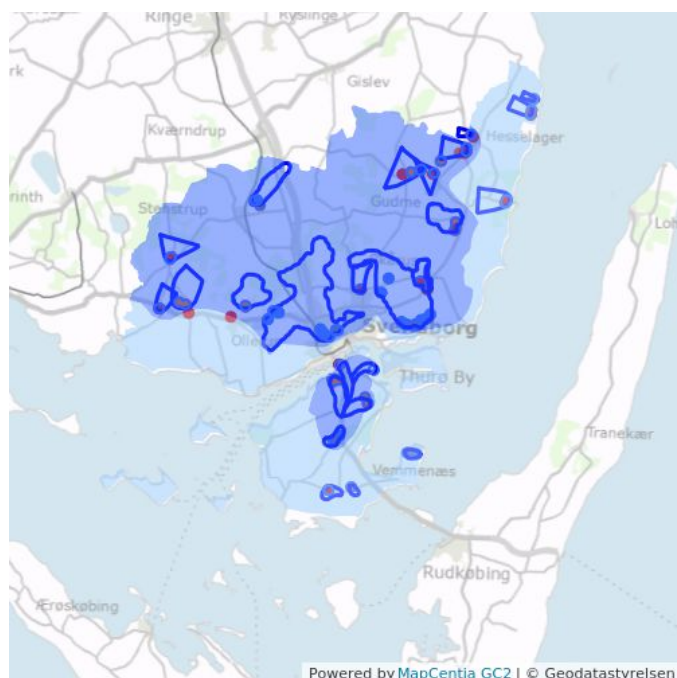 Ringe
Ryslinge
Gislev
Kværndrup
Hesselager
Stenstrup
Gudme
Svendborg
Ollerup
Thurø By
Tranekær
Vemmenæs
Rudkøbing
Ærøskøbing
Powered by MapCentia GC2 | © Geodatastyrelsen